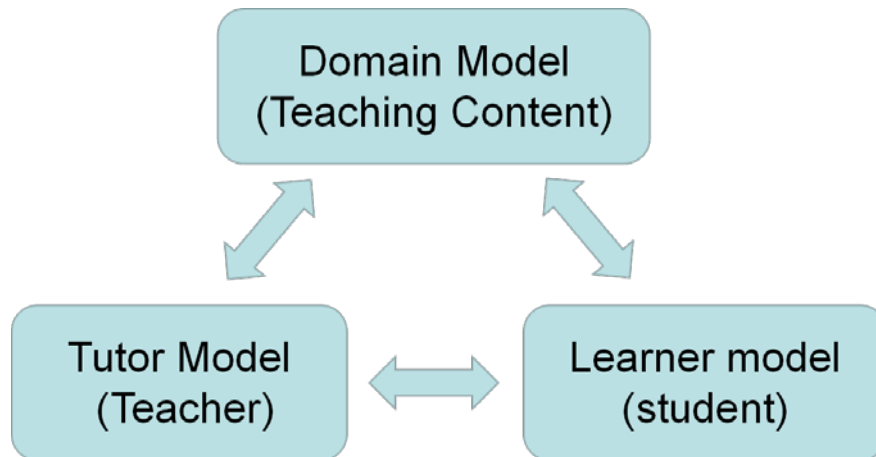 Domain Model
(Teaching Content)
Tutor Model
(Teacher)
Learner model
(student)